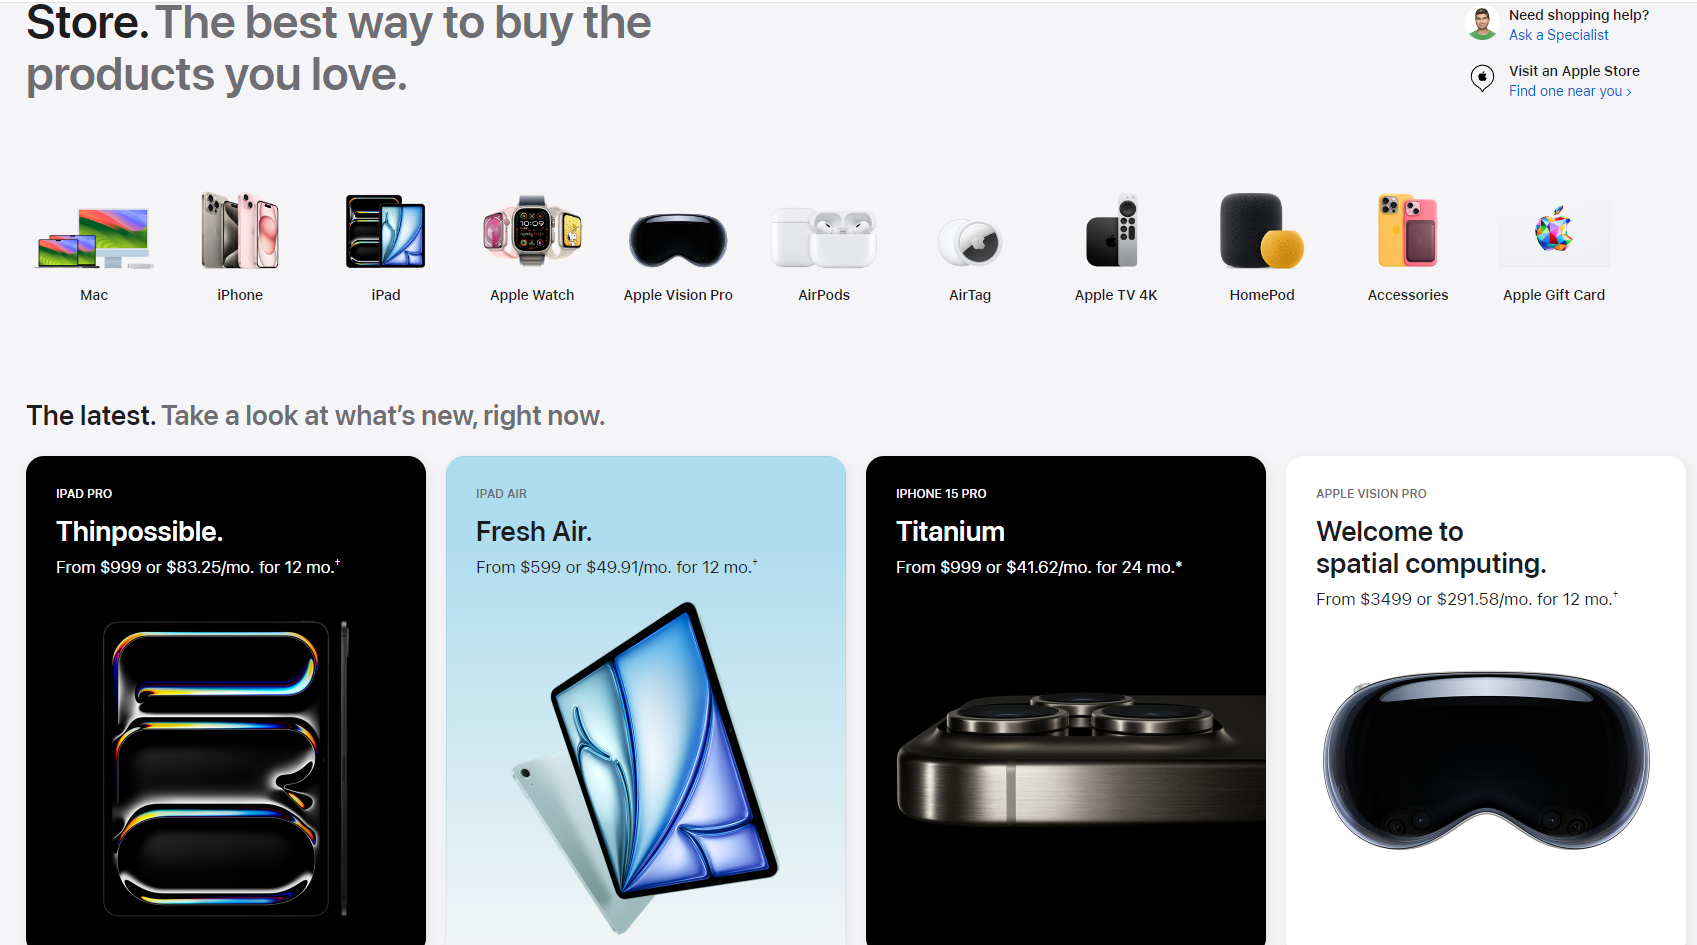 Store. The best way to buy the
products you love.
Need shopping help?
Ask a Specialist
Visit an Apple Store
Find one near you ›
Mac
iPhone
iPad
Apple Watch
Apple Vision Pro
AirPods
AirTag
Apple TV 4K
HomePod
Accessories
Apple Gift Card
The latest. Take a look at what’s new, right now.
IPAD PRO
Thinpossible.
From $999 or $83.25/mo. for 12 mo.†
IPAD AIR
Fresh Air.
From $599 or $49.91/mo. for 12 mo.†
IPHONE 15 PRO
Titanium
From $999 or $41.62/mo. for 24 mo.*
APPLE VISION PRO
Welcome to
spatial computing.
From $3499 or $291.58/mo. for 12 mo.†